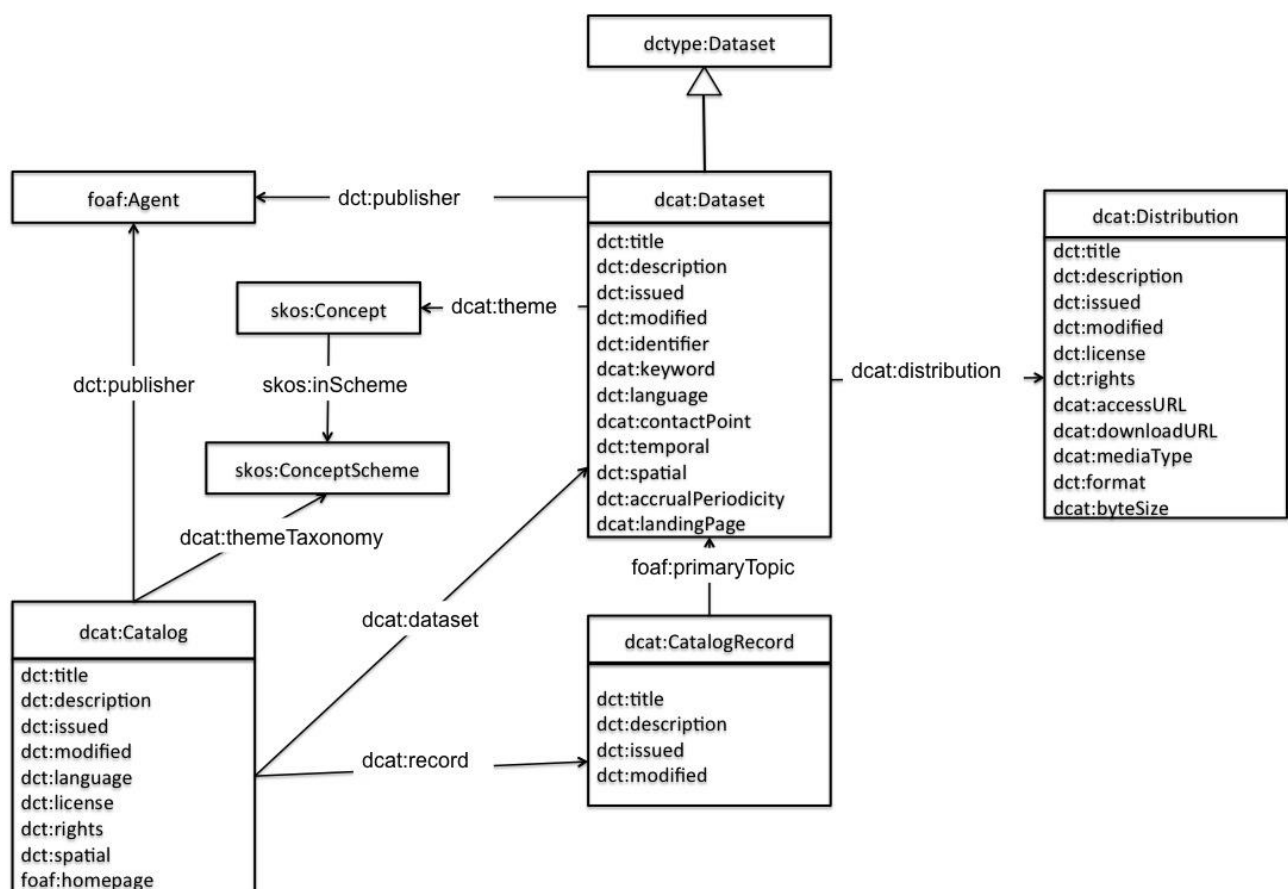 dctype:Dataset
foaf:Agent
dct:publisher
dcat:Dataset
dct:title
dct:description
dct:issued
dct:modified
dct:identifier
dcat:keyword
dct:language
dcat:contactPoint
dct:temporal
dct:spatial
dct:accrualPeriodicity
dcat:landingPage
dcat:Distribution
dct:title
dct:description
dct:issued
dct:modified
dct:license
dct:rights
dcat:accessURL
dcat:downloadURL
dcat:mediaType
dct:format
dcat:byteSize
skos:Concept
dcat:theme
dct:publisher
skos:inScheme
dcat:distribution
skos:ConceptScheme
dcat:themeTaxonomy
foaf:primaryTopic
dcat:dataset
dcat:Catalog
dct:title
dct:description
dct:issued
dct:modified
dct:language
dct:license
dct:rights
dct:spatial
foaf:homepage
dcat:record
dcat:CatalogRecord
dct:title
dct:description
dct:issued
dct:modified